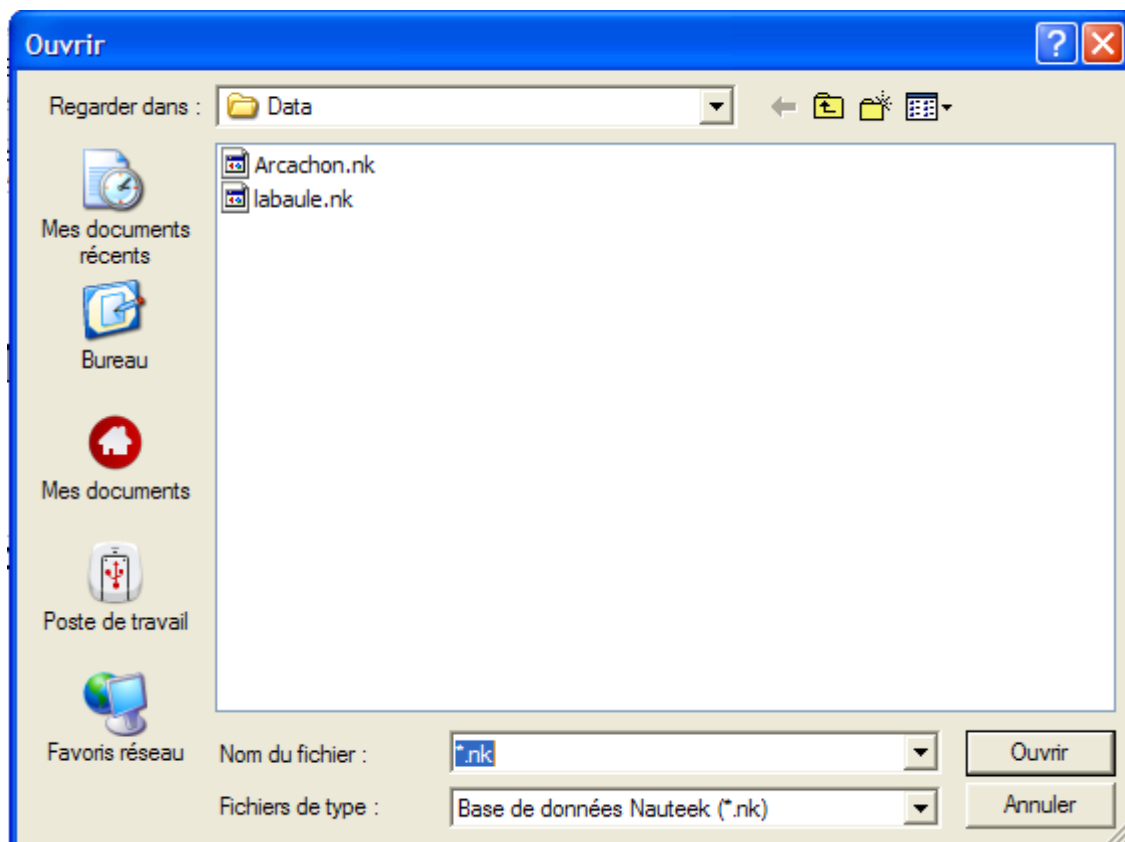 Ouvrir
Regarder dans :
Data
Arcachon.nk
labaule.nk
Mes documents
récents
Bureau
Mes documents
Poste de travail
Favoris réseau
Nom du fichier :
*.nk
Ouvrir
Fichiers de type :
Base de données Nauteek (*.nk)
Annuler